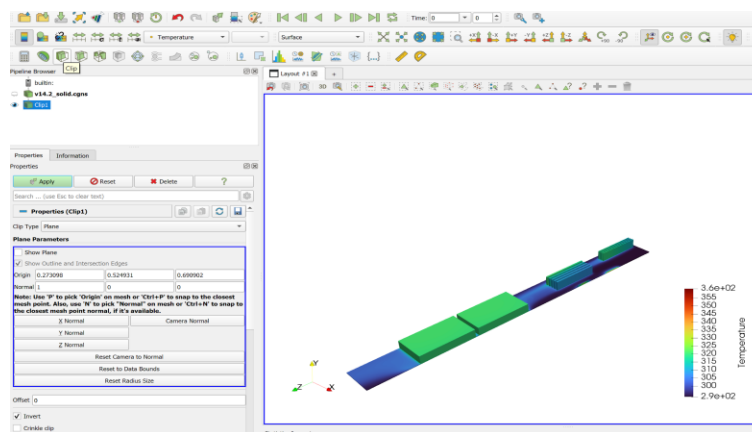 Time: 0
0
Temperature
Surface
Clip
Pipeline Browser
builtin:
v14.2_solid.cgns
Clip1
Layout #1
3D
Properties
Information
Properties
Apply
Reset
Delete
?
Search ... (use Esc to clear text)
Properties (Clip1)
Clip Type Plane
Plane Parameters
Show Plane
Show Outline and Intersection Edges
Origin 0.273098 0.524931 0.690902
Normal 1 0 0
Note: Use 'P' to pick 'Origin' on mesh or 'Ctrl+P' to snap to the closest
mesh point. Also, use 'N' to pick "Normal" on mesh or 'Ctrl+N' to snap to
the closest mesh point normal, if it's available.
X Normal
Camera Normal
Y Normal
Z Normal
Reset Camera to Normal
Reset to Data Bounds
Reset Radius Size
Offset 0
Invert
Crinkle clip
Y
Z
X
3.6e+02
355
350
345
340
335
330
325
320
315
310
305
300
2.9e+02
Temperature